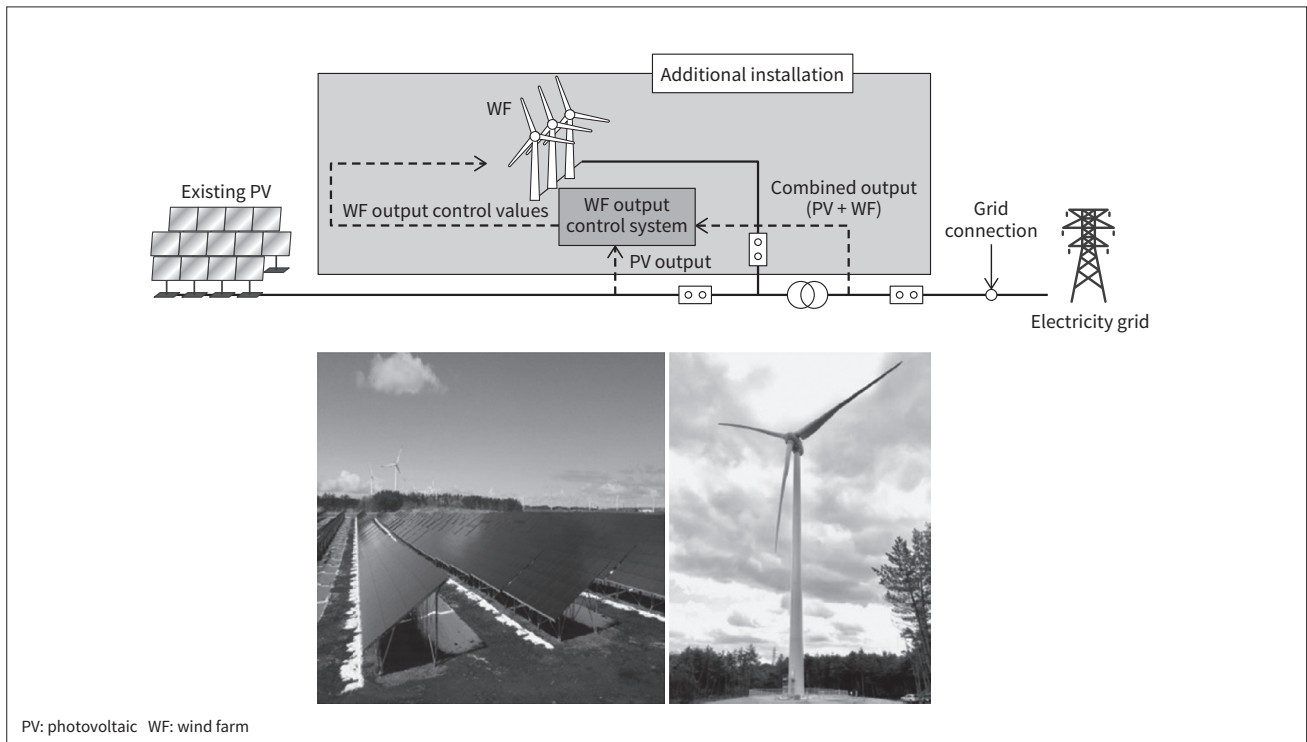 Additional installation
WF
Existing PV
WF output control values
WF output
control system
Combined output
(PV + WF)
PV output
Grid
connection
Electricity grid
PV: photovoltaic WF: wind farm